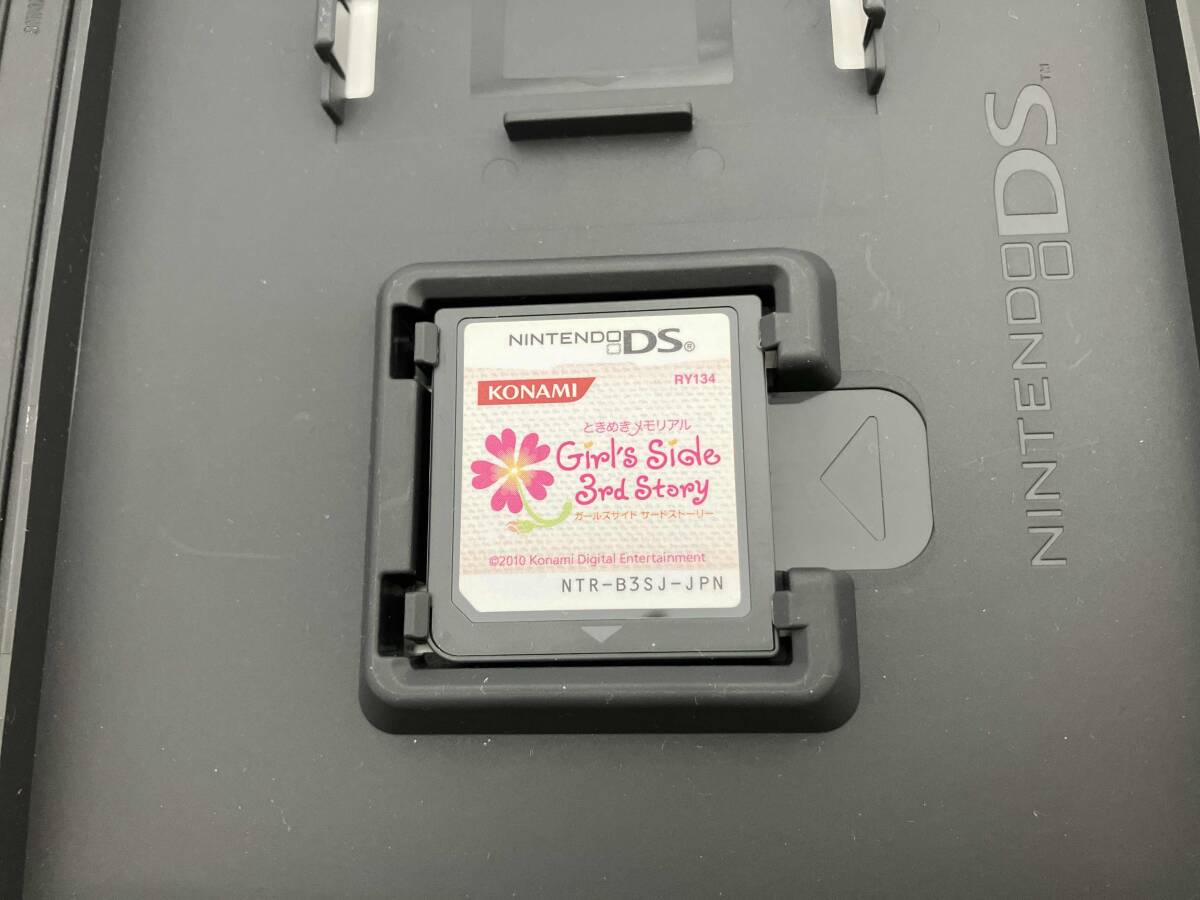 NINTENDO DS®
KONAMI
RY134
ときめきメモリアル
Girl's Side
3rd Story
ガールズサイド サードストーリー
©2010 Konami Digital Entertainment
NTR-B3SJ-JPN
NINTENDO DS™